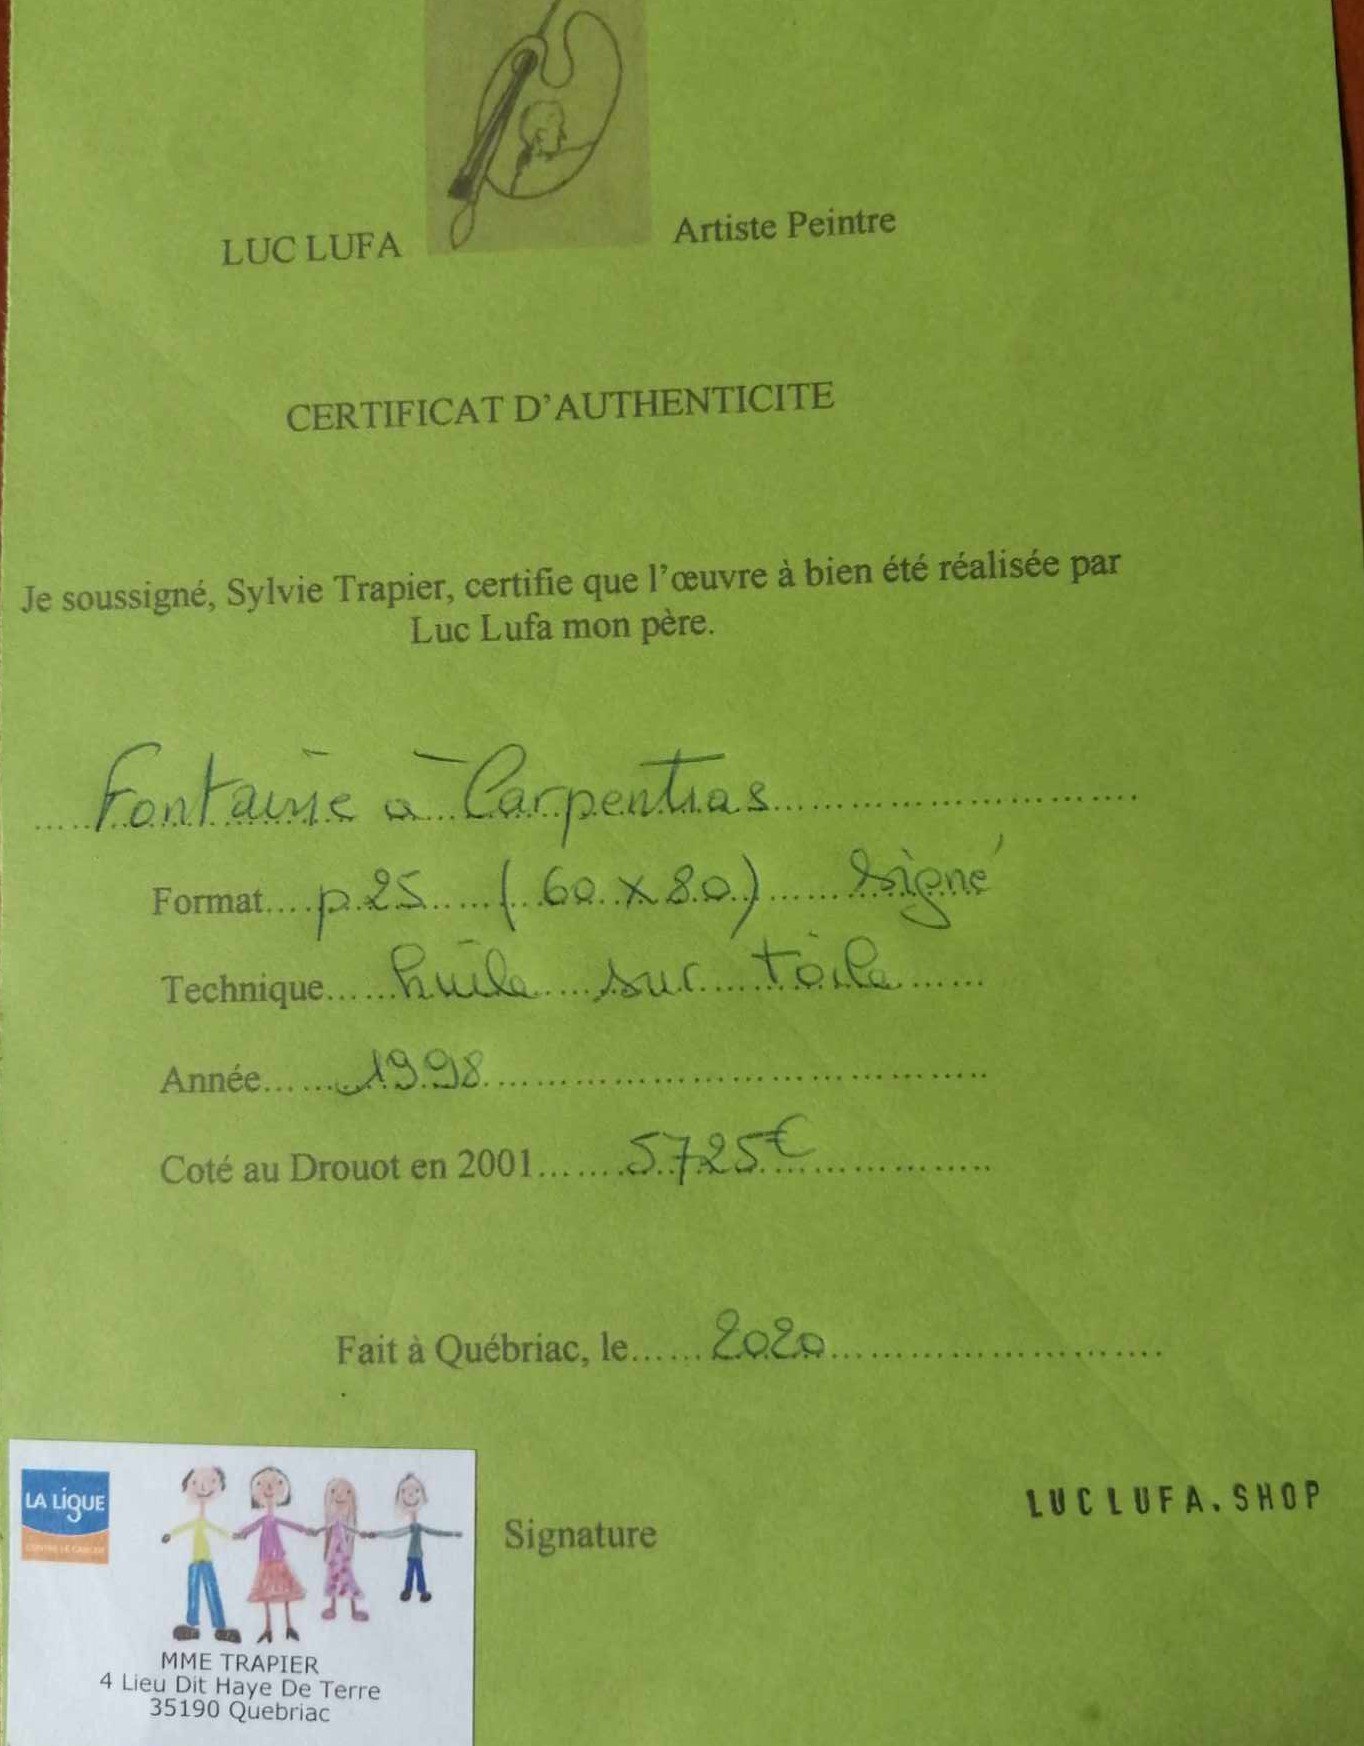 LUC LUFA Artiste Peintre
CERTIFICAT D'AUTHENTICITE
Je soussigné, Sylvie Trapier, certifie que l'œuvre à bien été réalisée par
Luc Lufa mon père.
Fontaine à Carpentras
Format....p25......(60 x 80)......signé
Technique......huile sur toile
Année......1998
Coté au Drouot en 2001.......5725€
Fait à Québriac, le......2020
LUCLUFA.SHOP
Signature
LA LIGUE
CONTRE LE CANCER
MME TRAPIER
4 Lieu Dit Haye De Terre
35190 Quebriac